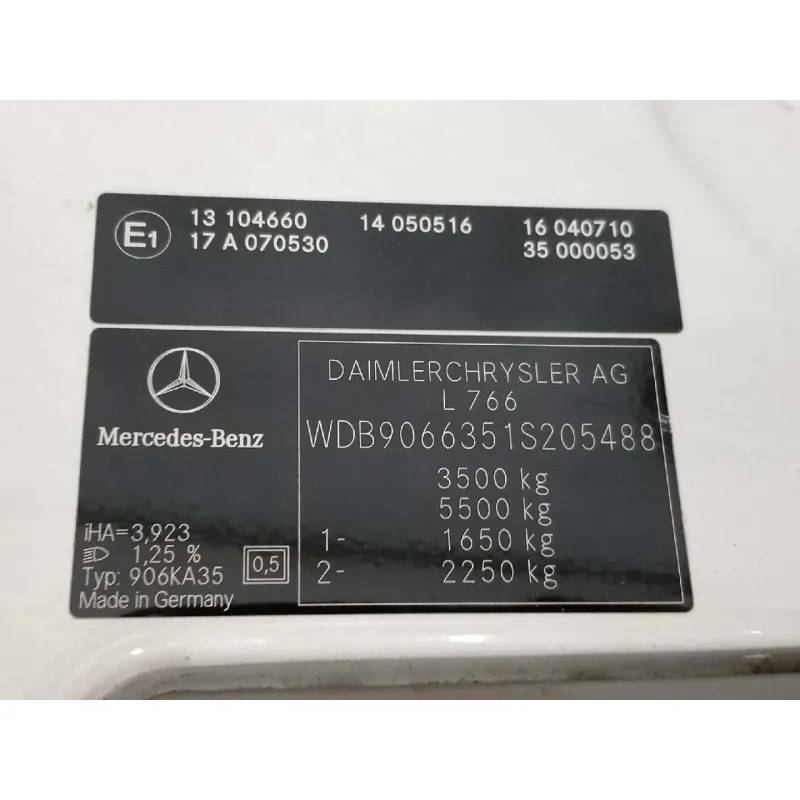 E1
13 104660 14 050516 16 040710
17 A 070530 35 000053
Mercedes-Benz
DAIMLERCHRYSLER AG
L 766
WDB9066351S205488
3500 kg
5500 kg
1- 1650 kg
2- 2250 kg
iHA=3,923
1,25 %
Typ: 906KA35 0,5
Made in Germany